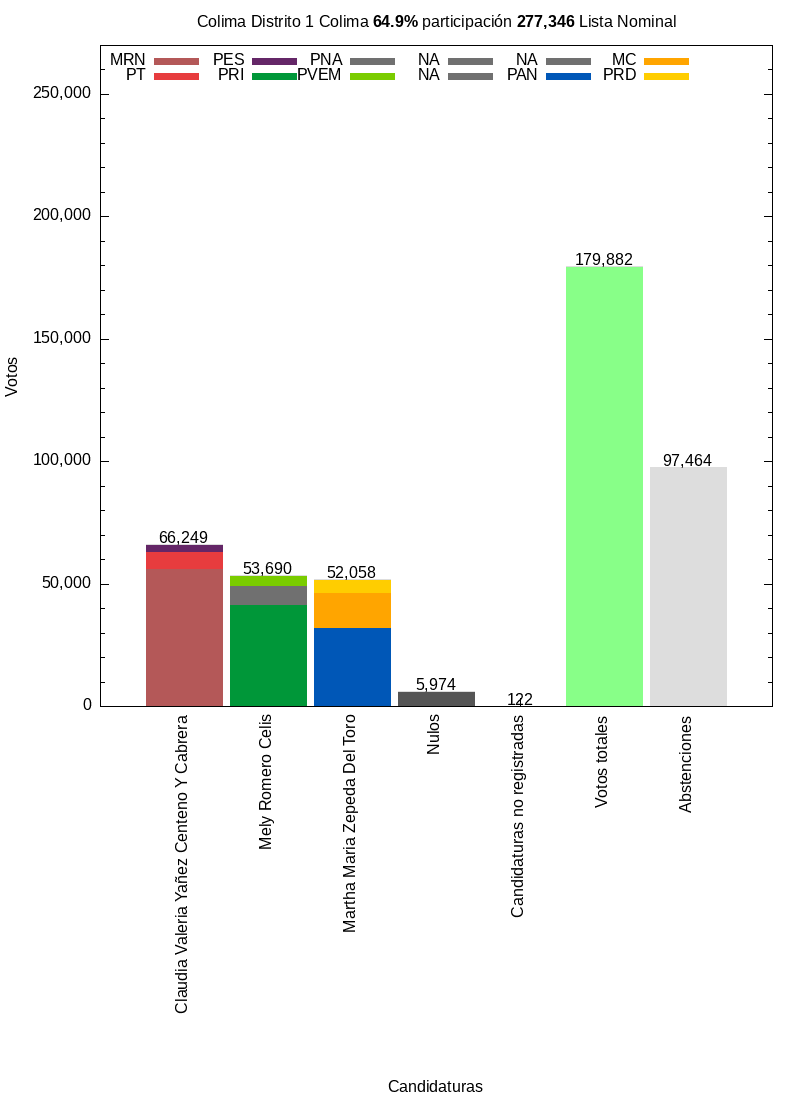 Colima Distrito 1 Colima 64.9% participación 277,346 Lista Nominal
MRN PES PNA NA NA MC
PT PRI PVEM NA PAN PRD
250,000
200,000
150,000
100,000
50,000
0
Votos
66,249
53,690
52,058
5,974
122
179,882
97,464
Claudia Valeria Yañez Centeno Y Cabrera
Mely Romero Celis
Martha Maria Zepeda Del Toro
Nulos
Candidaturas no registradas
Votos totales
Abstenciones
Candidaturas